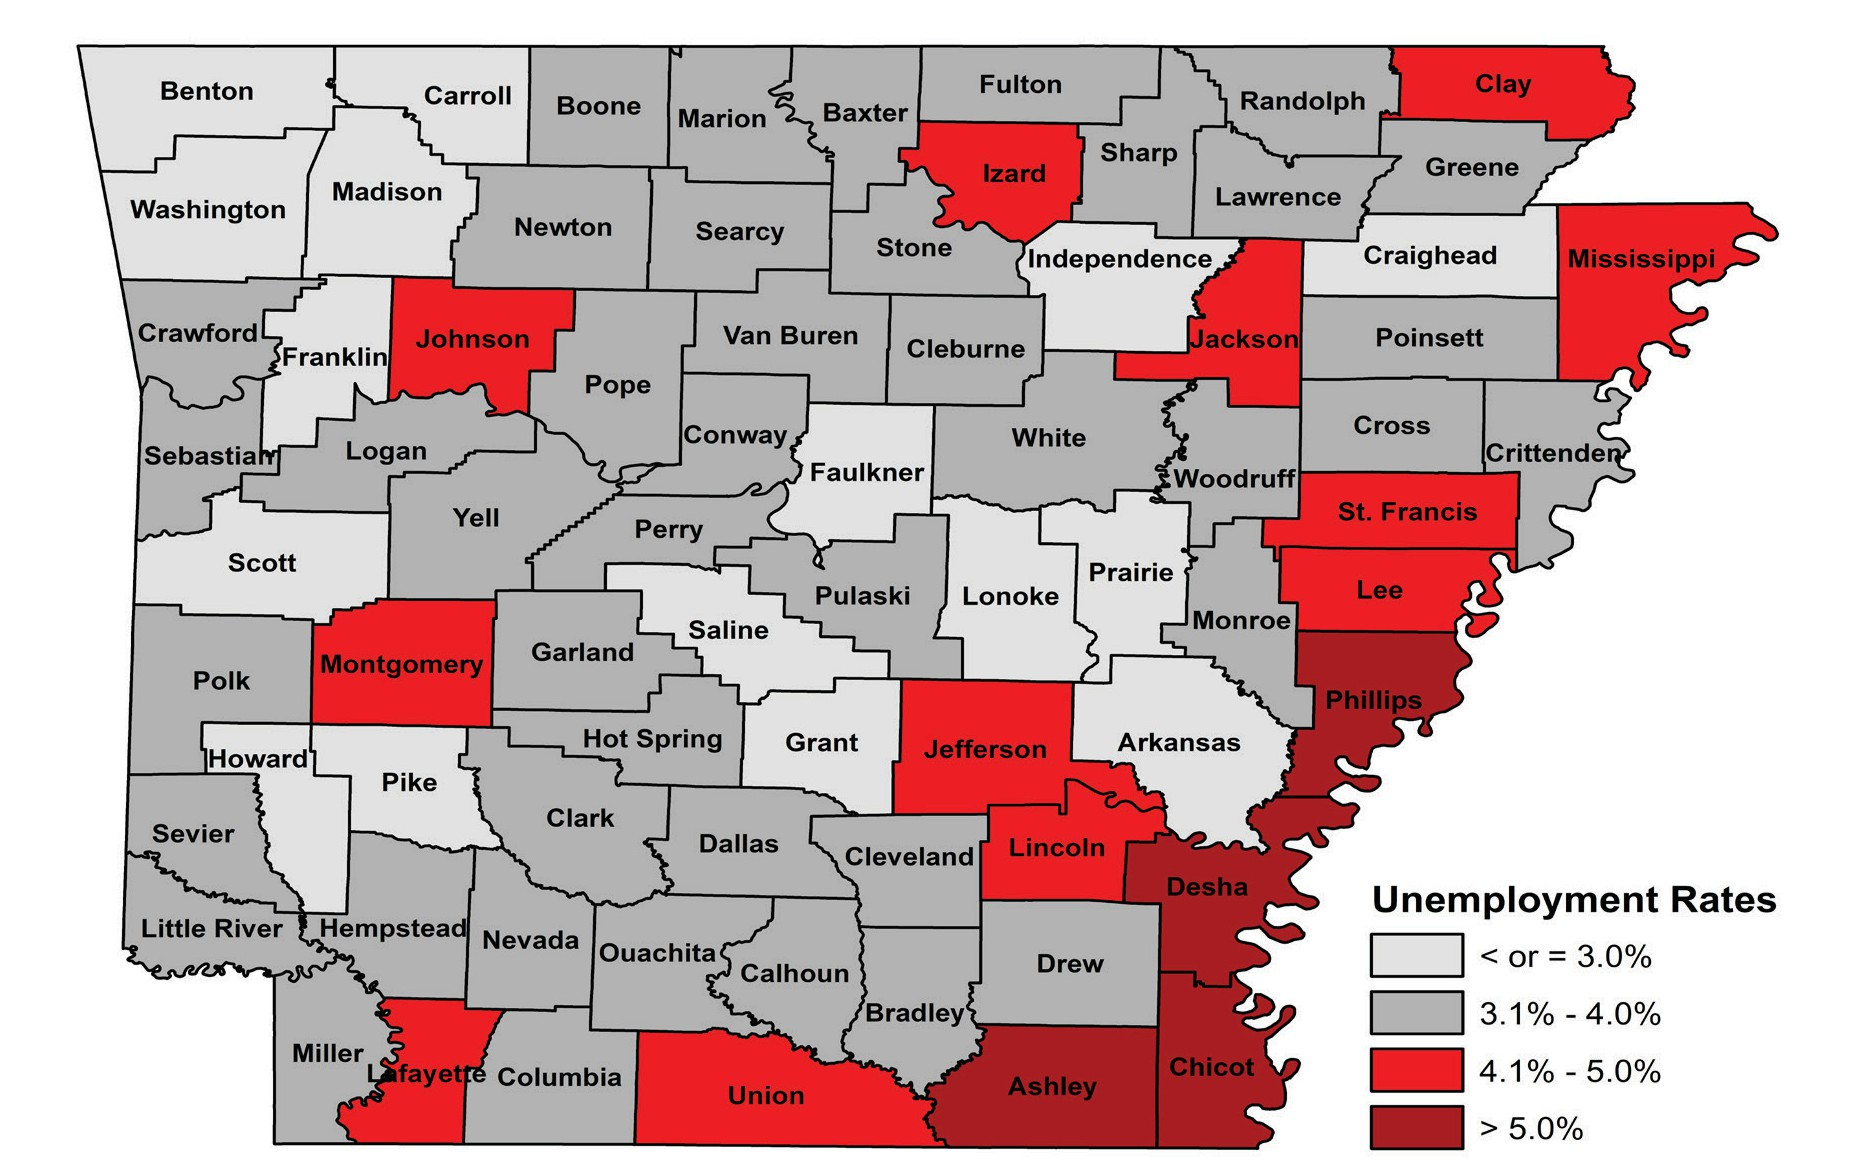 Benton
Carroll
Boone
Marion
Baxter
Fulton
Randolph
Clay
Washington
Madison
Newton
Searcy
Stone
Izard
Sharp
Lawrence
Greene
Independence
Craighead
Mississippi
Crawford
Franklin
Johnson
Pope
Van Buren
Cleburne
Jackson
Poinsett
Sebastian
Logan
Conway
Faulkner
White
Woodruff
Cross
Crittenden
Scott
Yell
Perry
Pulaski
Lonoke
Prairie
Monroe
St. Francis
Lee
Polk
Montgomery
Garland
Saline
Hot Spring
Grant
Jefferson
Arkansas
Phillips
Howard
Pike
Clark
Dallas
Cleveland
Lincoln
Desha
Sevier
Little River
Hempstead
Nevada
Ouachita
Calhoun
Bradley
Drew
Miller
Lafayette
Columbia
Union
Ashley
Chicot
Unemployment Rates
< or = 3.0%
3.1% - 4.0%
4.1% - 5.0%
> 5.0%